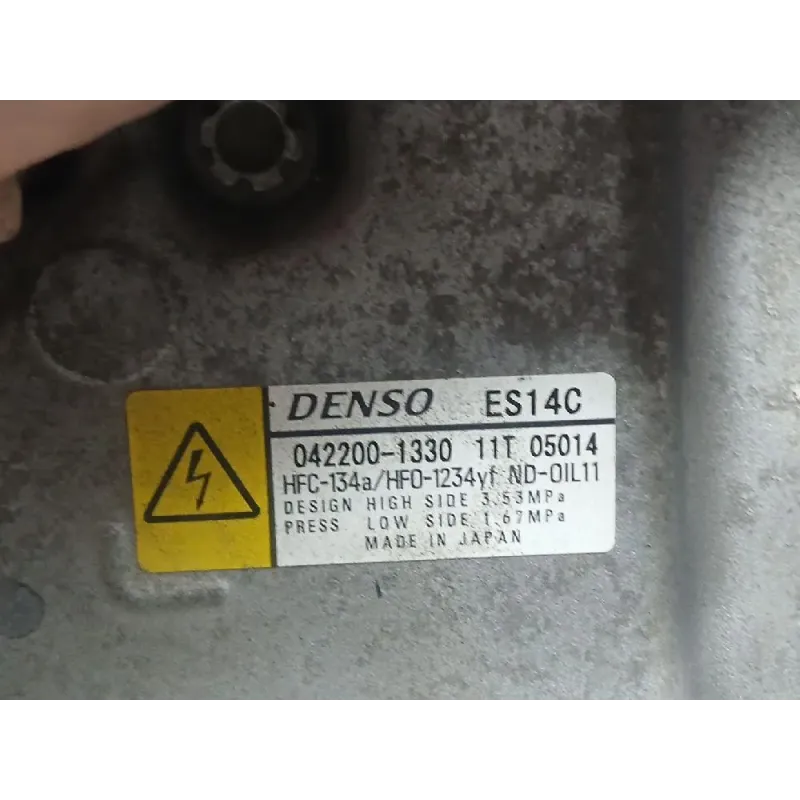 DENSO ES14C
042200-1330 11T 05014
HFC-134a/HFO-1234yf ND-OIL11
DESIGN HIGH SIDE 3.53MPa
PRESS LOW SIDE 1.67MPa
MADE IN JAPAN